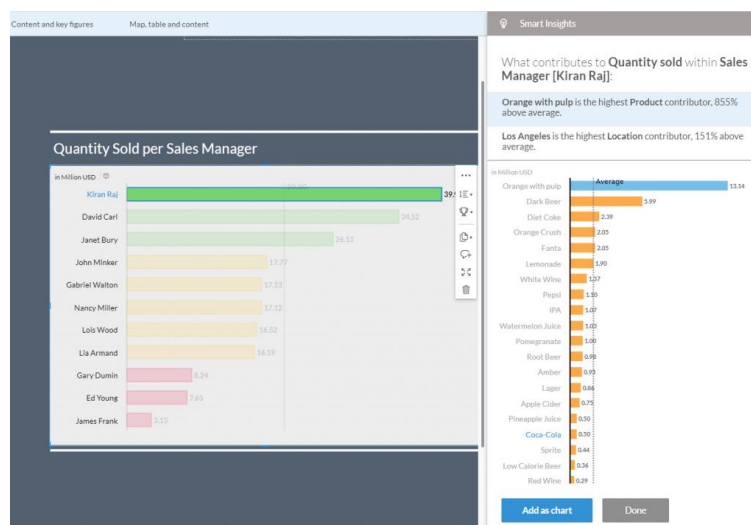 Content and key figures
Map, table and content
Smart Insights
What contributes to Quantity sold within Sales
Manager [Kiran Raj]:
Orange with pulp is the highest Product contributor, 855%
above average.
Los Angeles is the highest Location contributor, 151% above
average.
Quantity Sold per Sales Manager
in Million USD
Kiran Raj
David Carl 34.52
Janet Bury 26.13
John Minker 17.77
Gabriel Walton 17.13
Nancy Miller 17.12
Lois Wood 16.52
Lia Armand 16.19
Gary Dumin 8.24
Ed Young 7.65
James Frank 3.13
in Million USD
Average
Orange with pulp 13.14
Dark Beer 5.99
Diet Coke 2.39
Orange Crush 2.05
Fanta 2.05
Lemonade 1.90
White Wine 1.37
Pepsi 1.10
IPA 1.07
Watermelon Juice 1.03
Pomegranate 1.00
Root Beer 0.98
Amber 0.95
Lager 0.86
Apple Cider 0.75
Pineapple Juice 0.50
Coca-Cola 0.50
Sprite 0.44
Low Calorie Beer 0.36
Red Wine 0.29
Add as chart
Done